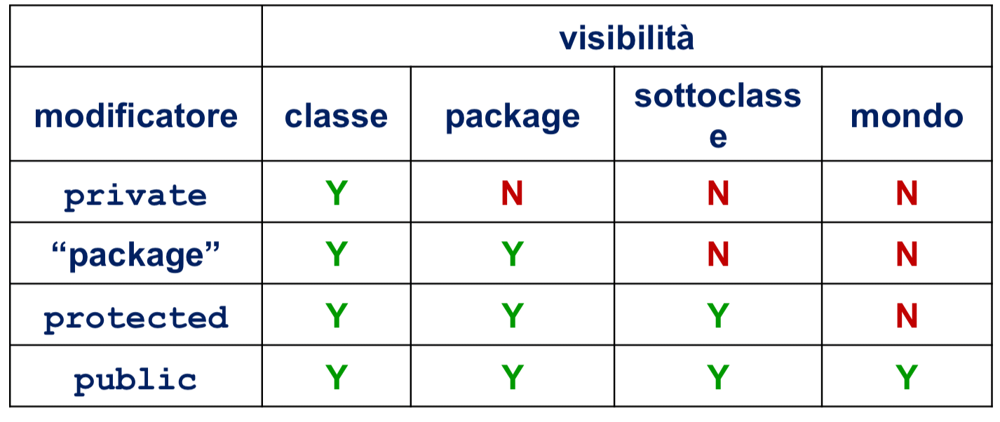 visibilità
modificatore classe package sottoclass
e mondo
private Y N N N
“package” Y Y N N
protected Y Y Y N
public Y Y Y Y